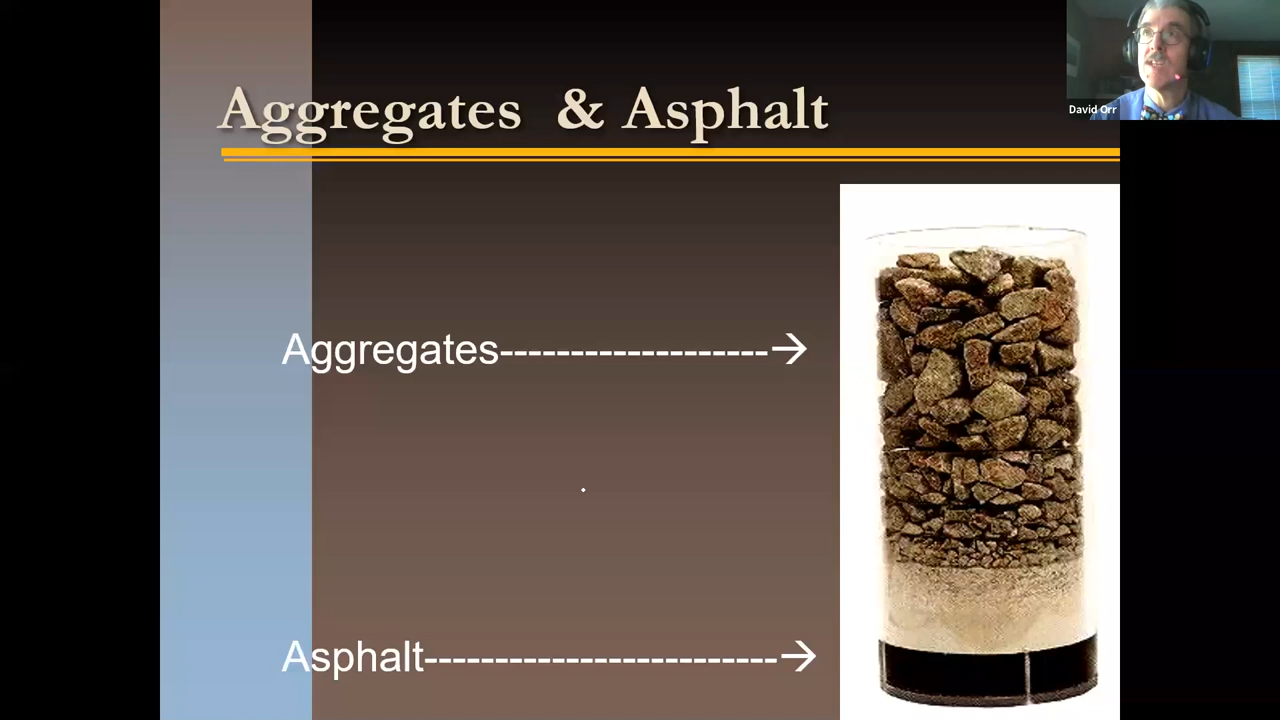 Aggregates & Asphalt
David Orr
Aggregates-------------------→
Asphalt-------------------------→